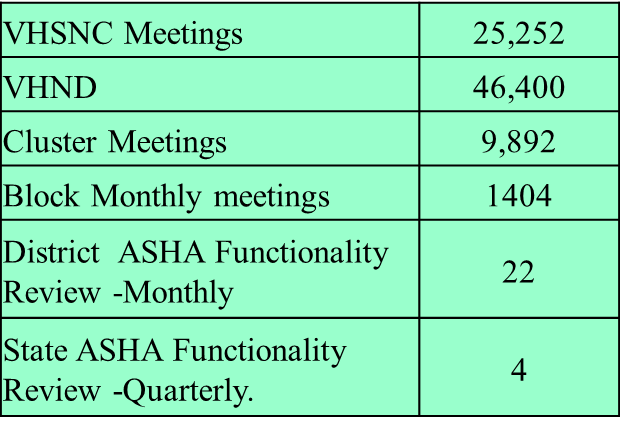 VHSNC Meetings 25,252
VHND 46,400
Cluster Meetings 9,892
Block Monthly meetings 1404
District ASHA Functionality
Review -Monthly 22
State ASHA Functionality
Review -Quarterly. 4